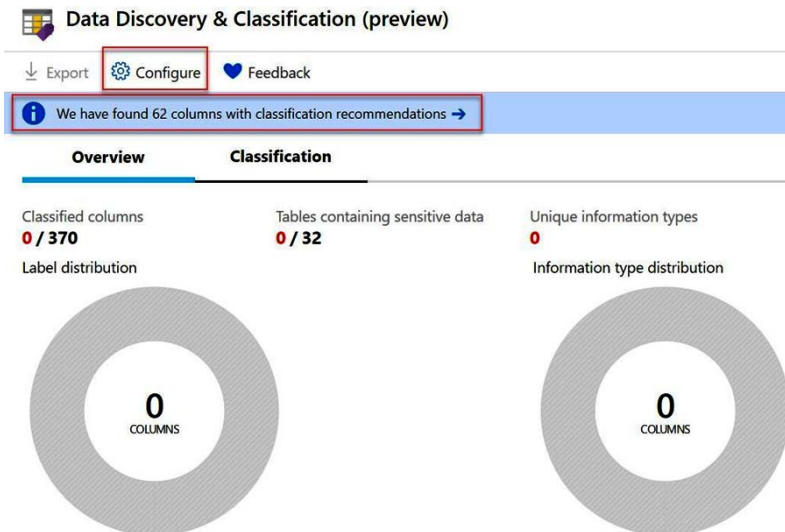 Data Discovery & Classification (preview)
Export Configure Feedback
We have found 62 columns with classification recommendations →
Overview Classification
Classified columns Tables containing sensitive data Unique information types
0 / 370 0 / 32 0
Label distribution Information type distribution
0 0
COLUMNS COLUMNS